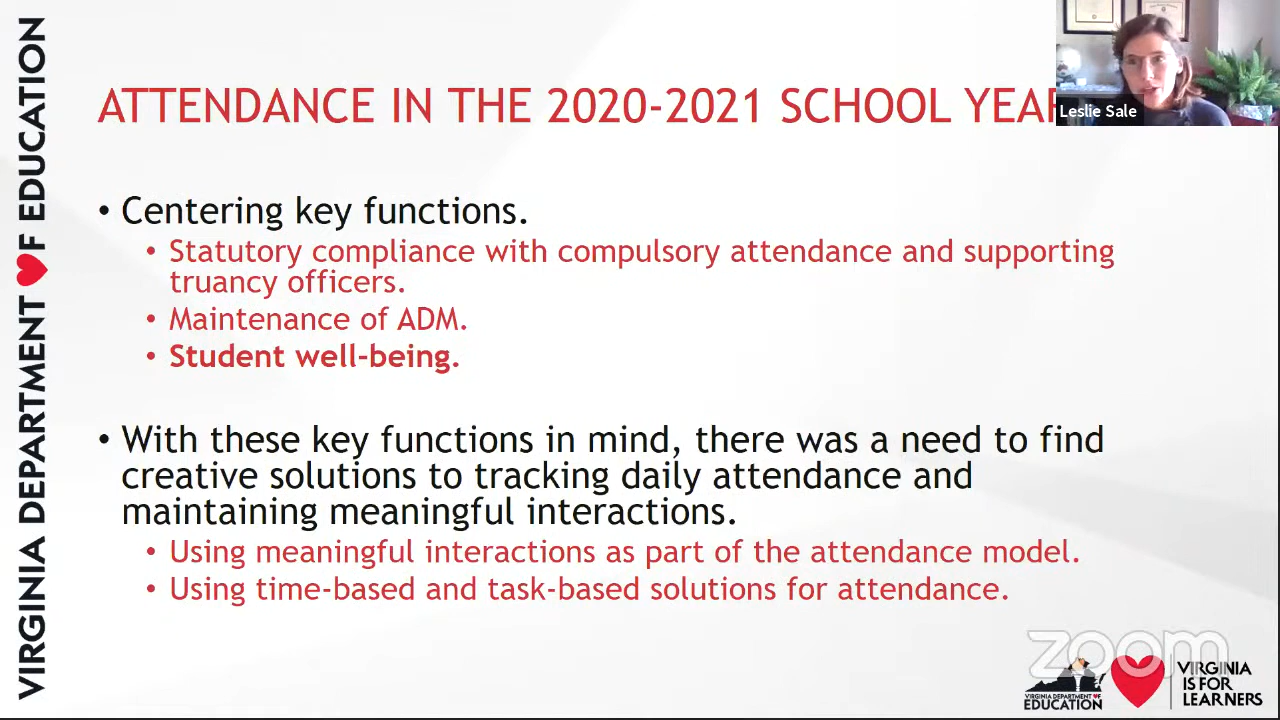 VIRGINIA DEPARTMENT OF EDUCATION
ATTENDANCE IN THE 2020-2021 SCHOOL YEAR
Leslie Sale
• Centering key functions.
• Statutory compliance with compulsory attendance and supporting
truancy officers.
• Maintenance of ADM.
• Student well-being.
• With these key functions in mind, there was a need to find
creative solutions to tracking daily attendance and
maintaining meaningful interactions.
• Using meaningful interactions as part of the attendance model.
• Using time-based and task-based solutions for attendance.
zoom
VIRGINIA DEPARTMENT OF
EDUCATION
VIRGINIA
IS FOR
LEARNERS